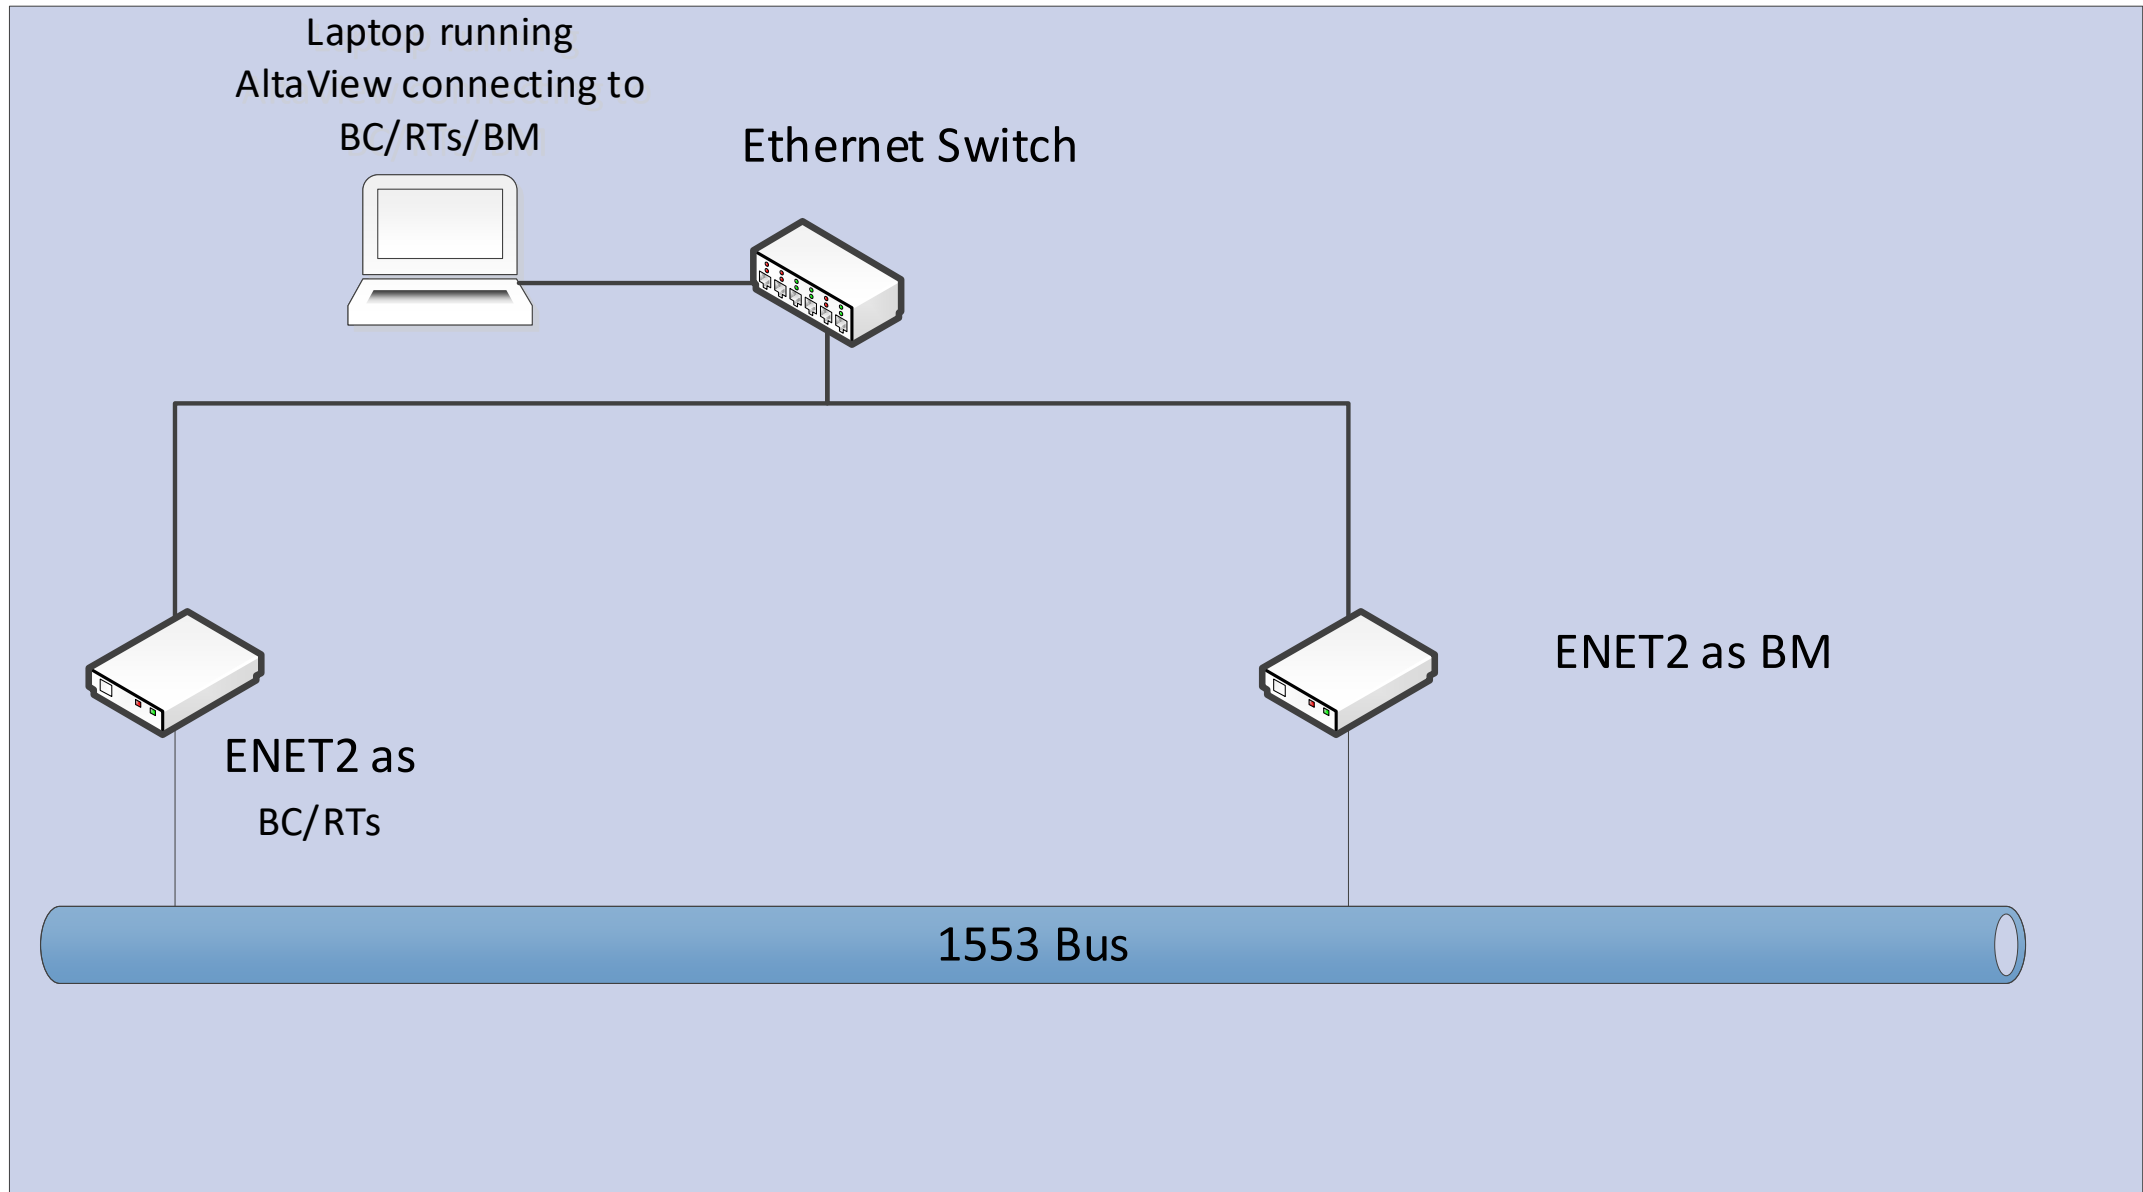 Laptop running
AltaView connecting to
BC/RTs/BM
Ethernet Switch
ENET2 as BM
ENET2 as
BC/RTs
1553 Bus